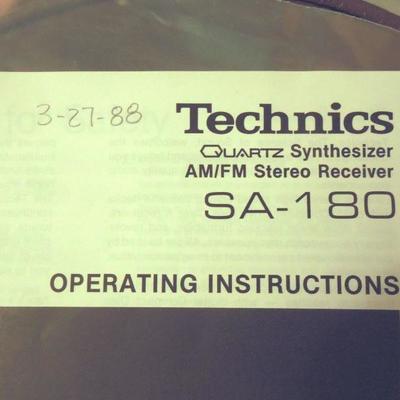 3-27-88
Technics
QUARTZ Synthesizer
AM/FM Stereo Receiver
SA-180
OPERATING INSTRUCTIONS